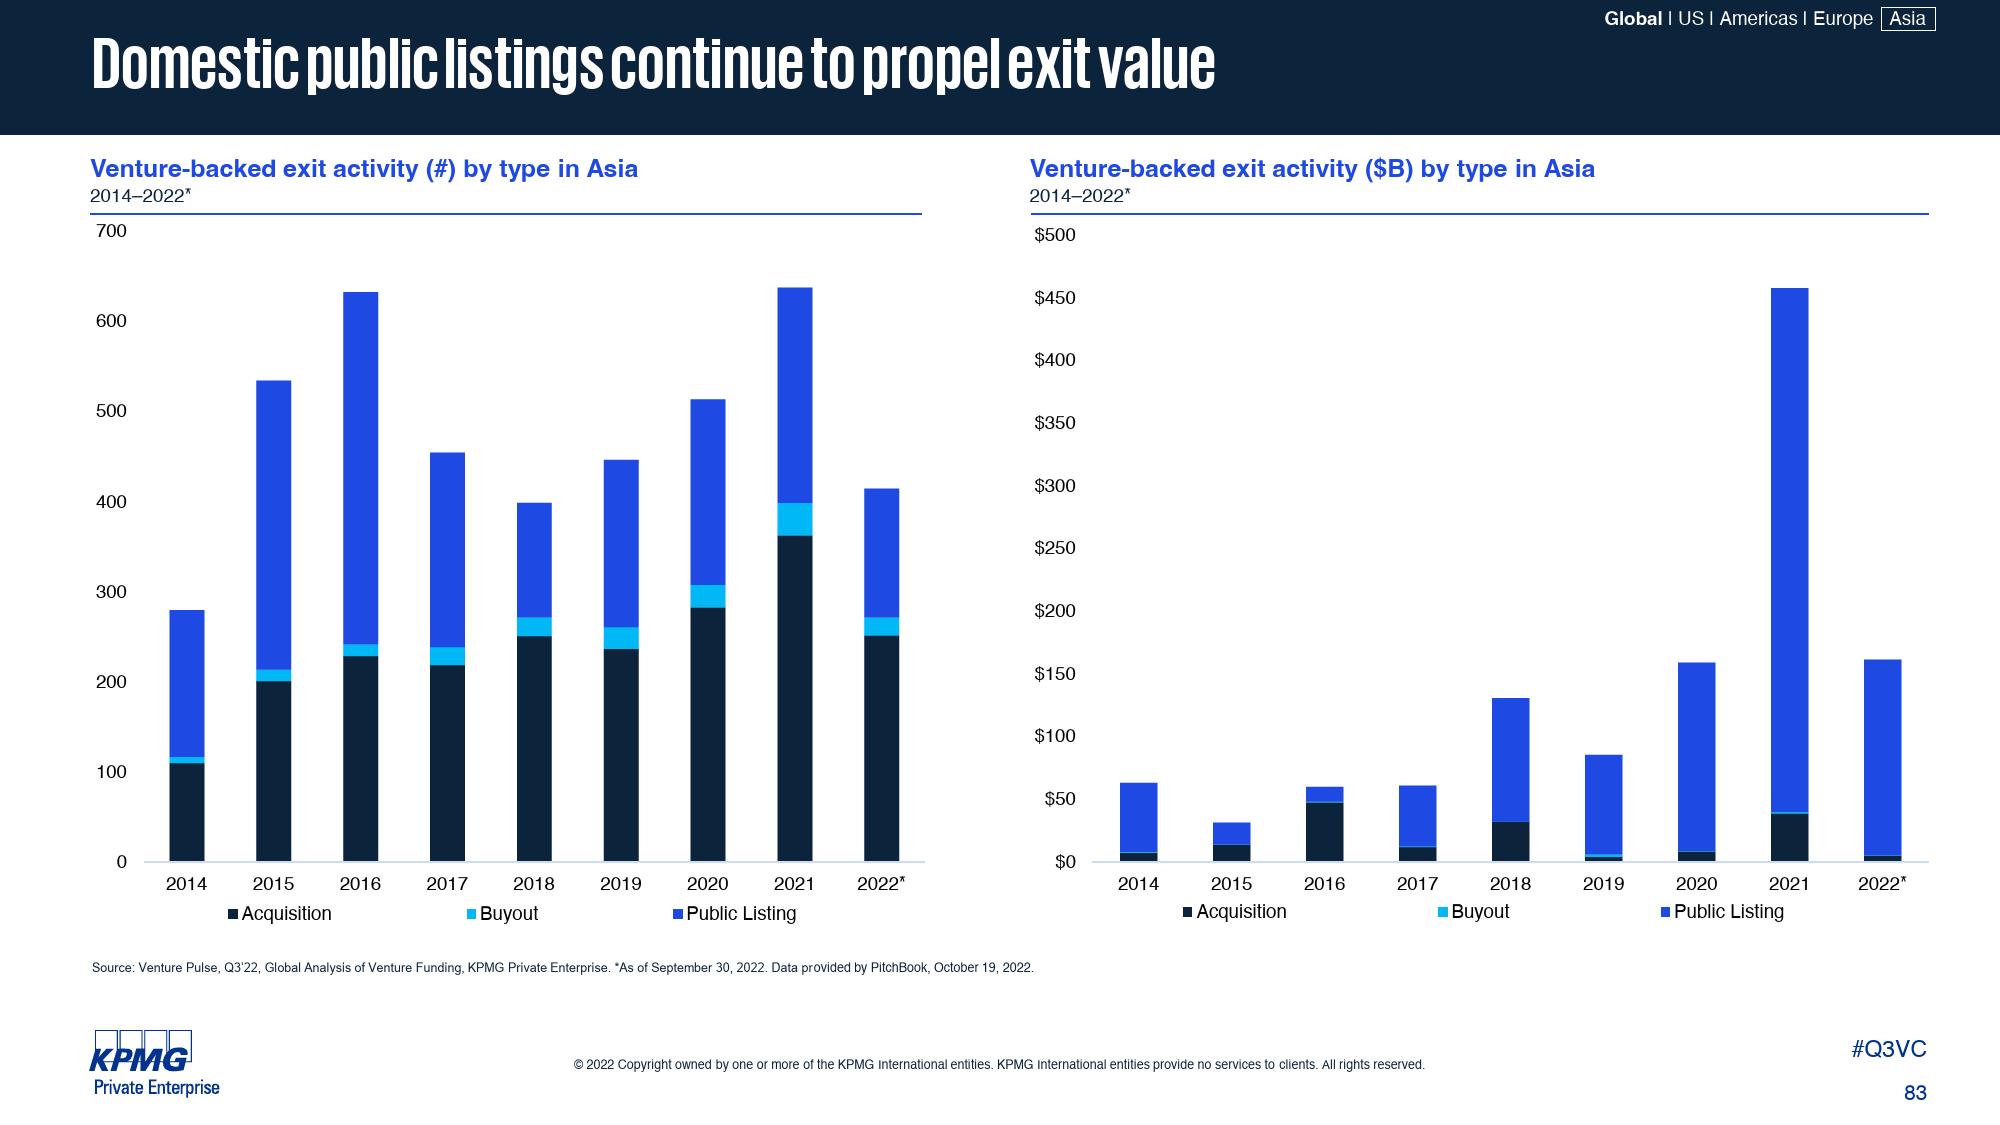 Global | US | Americas | Europe Asia
Domestic public listings continue to propel exit value
Venture-backed exit activity (#) by type in Asia
2014–2022*
700
600
500
400
300
200
100
0
2014 2015 2016 2017 2018 2019 2020 2021 2022*
Acquisition Buyout Public Listing
Venture-backed exit activity ($B) by type in Asia
2014–2022*
$500
$450
$400
$350
$300
$250
$200
$150
$100
$50
$0
2014 2015 2016 2017 2018 2019 2020 2021 2022*
Acquisition Buyout Public Listing
Source: Venture Pulse, Q3'22, Global Analysis of Venture Funding, KPMG Private Enterprise. *As of September 30, 2022. Data provided by PitchBook, October 19, 2022.
KPMG
Private Enterprise
© 2022 Copyright owned by one or more of the KPMG International entities. KPMG International entities provide no services to clients. All rights reserved.
#Q3VC
83